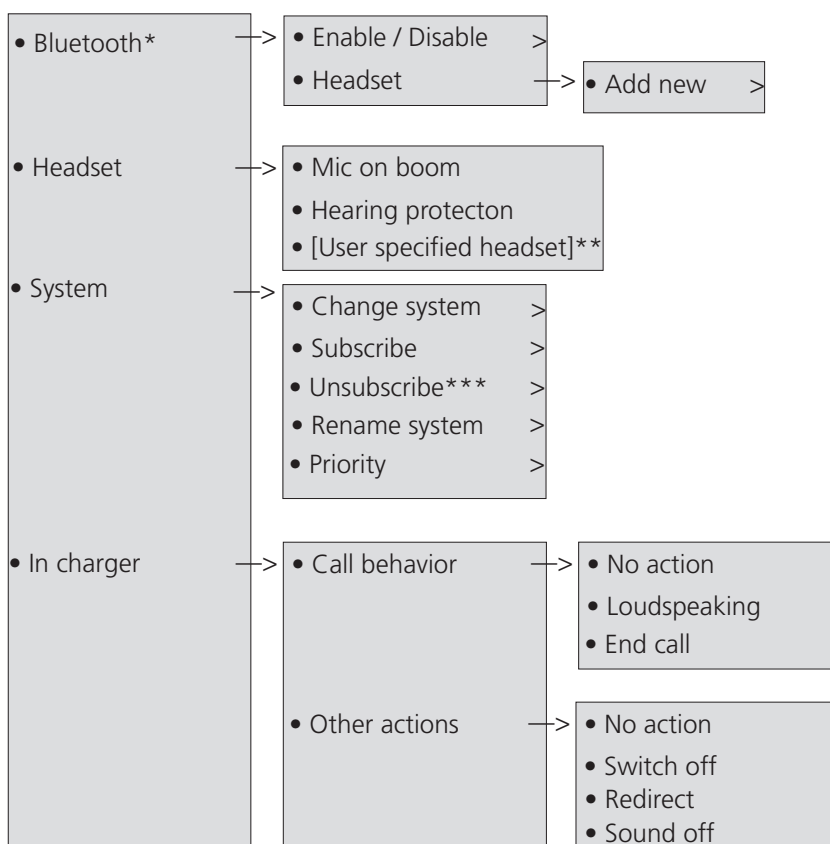 • Bluetooth* —> • Enable / Disable >
• Headset —> • Add new >
• Headset —> • Mic on boom
• Hearing protecton
• [User specified headset]**
• System —> • Change system >
• Subscribe >
• Unsubscribe*** >
• Rename system >
• Priority >
• In charger —> • Call behavior —> • No action
• Loudspeaking
• End call
• Other actions —> • No action
• Switch off
• Redirect
• Sound off